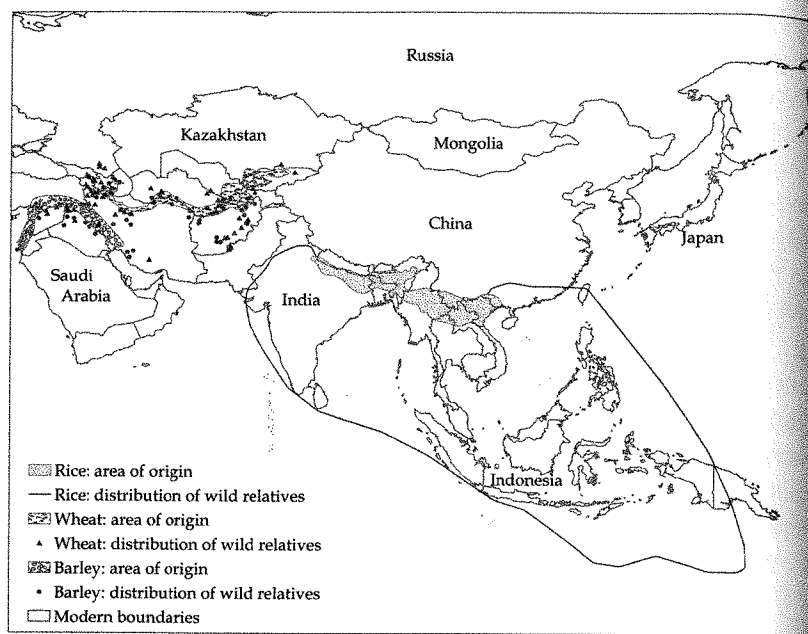 Russia
Kazakhstan
Mongolia
China
Japan
Saudi
Arabia
India
Indonesia
Rice: area of origin
Rice: distribution of wild relatives
Wheat: area of origin
Wheat: distribution of wild relatives
Barley: area of origin
Barley: distribution of wild relatives
Modern boundaries